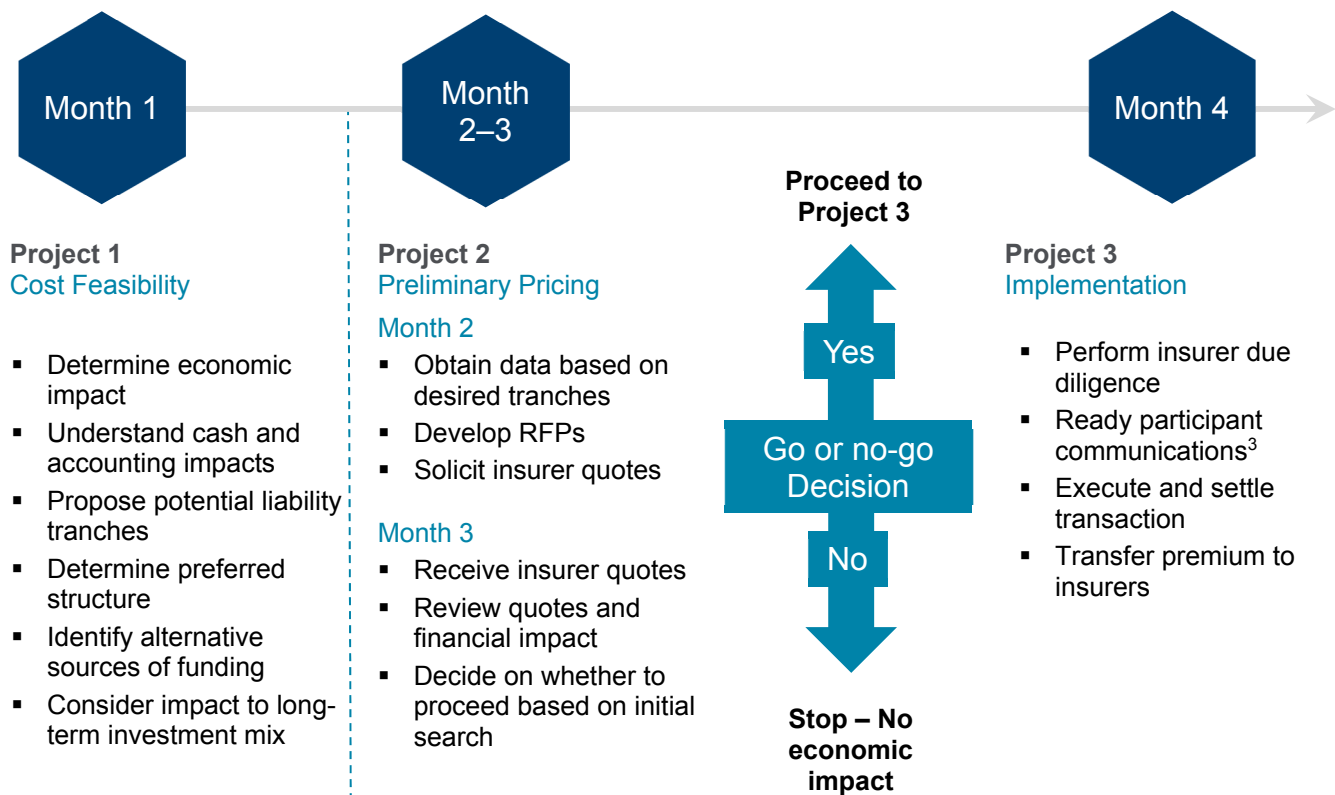 Month 1
Month
2–3
Month 4
Project 1
Cost Feasibility
▪ Determine economic
impact
▪ Understand cash and
accounting impacts
▪ Propose potential liability
tranches
▪ Determine preferred
structure
▪ Identify alternative
sources of funding
▪ Consider impact to long-
term investment mix
Project 2
Preliminary Pricing
Month 2
▪ Obtain data based on
desired tranches
▪ Develop RFPs
▪ Solicit insurer quotes
Month 3
▪ Receive insurer quotes
▪ Review quotes and
financial impact
▪ Decide on whether to
proceed based on initial
search
Proceed to
Project 3
Yes
Go or no-go
Decision
No
Stop – No
economic
impact
Project 3
Implementation
▪ Perform insurer due
diligence
▪ Ready participant
communications³
▪ Execute and settle
transaction
▪ Transfer premium to
insurers